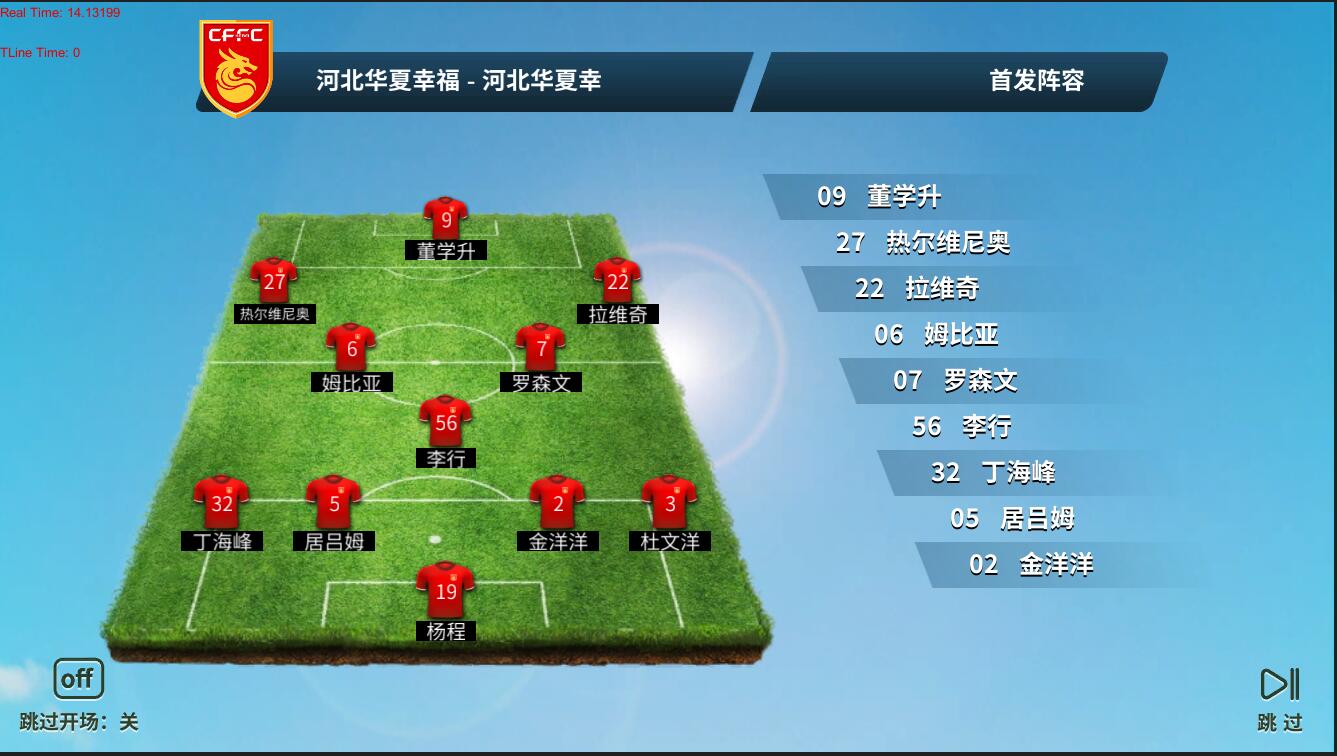 Real Time: 14.13199
TLine Time: 0
CFFC
河北华夏幸福 - 河北华夏幸
首发阵容
9
董学升
27
热尔维尼奥
22
拉维奇
6
姆比亚
7
罗森文
56
李行
32
丁海峰
5
居吕姆
2
金洋洋
3
杜文洋
19
杨程
09 董学升
27 热尔维尼奥
22 拉维奇
06 姆比亚
07 罗森文
56 李行
32 丁海峰
05 居吕姆
02 金洋洋
off
跳过开场：关
跳 过